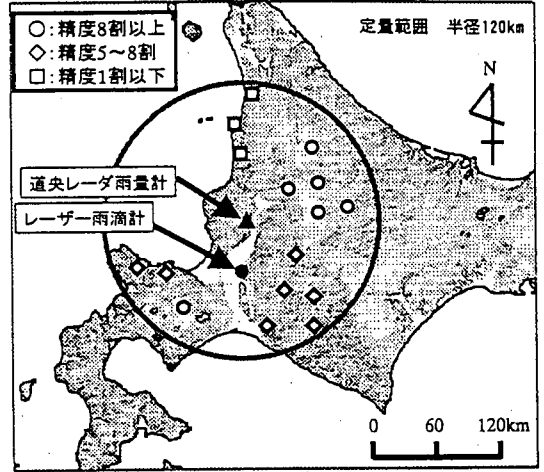 ○:精度8割以上
◇:精度5~8割
□:精度1割以下
定量範囲 半径120km
N
道央レーダ雨量計
レーザー雨滴計
0 60 120km